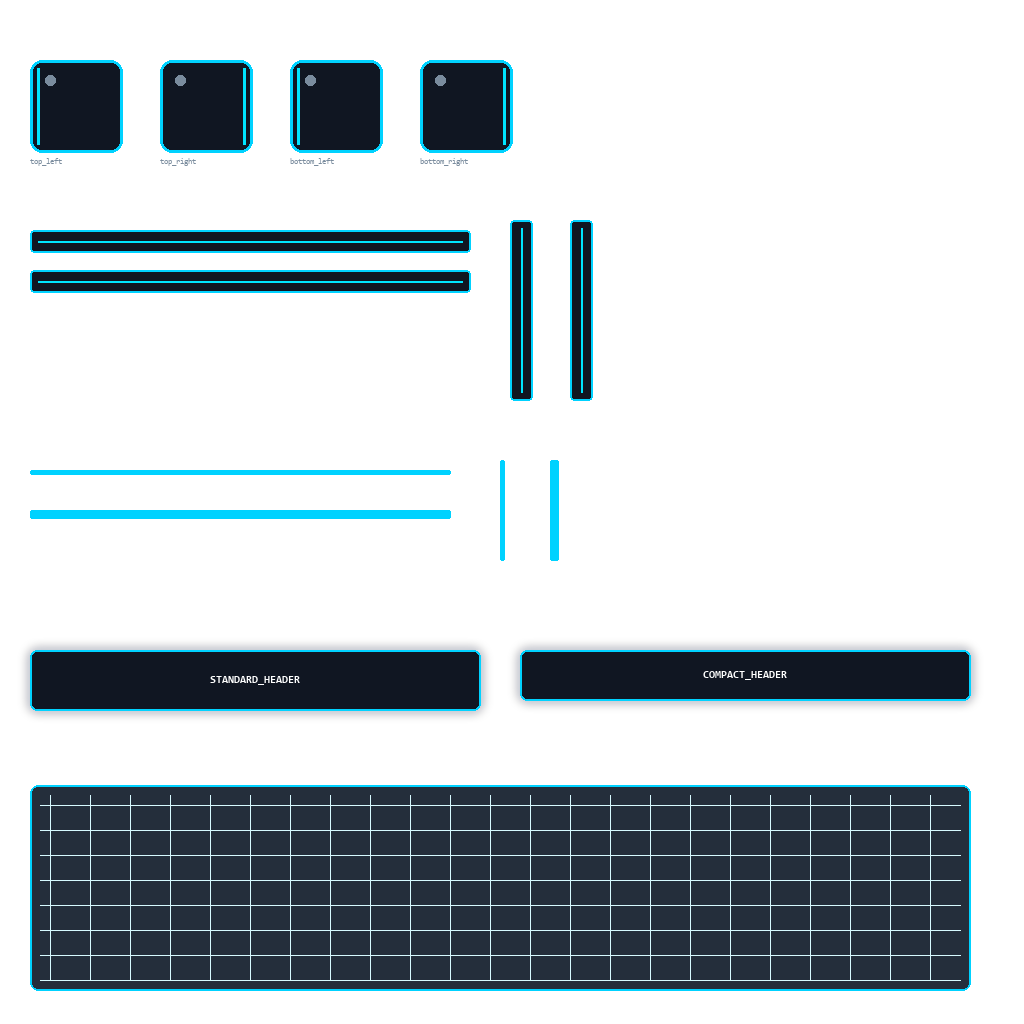 top_left
top_right
bottom_left
bottom_right
STANDARD_HEADER
COMPACT_HEADER